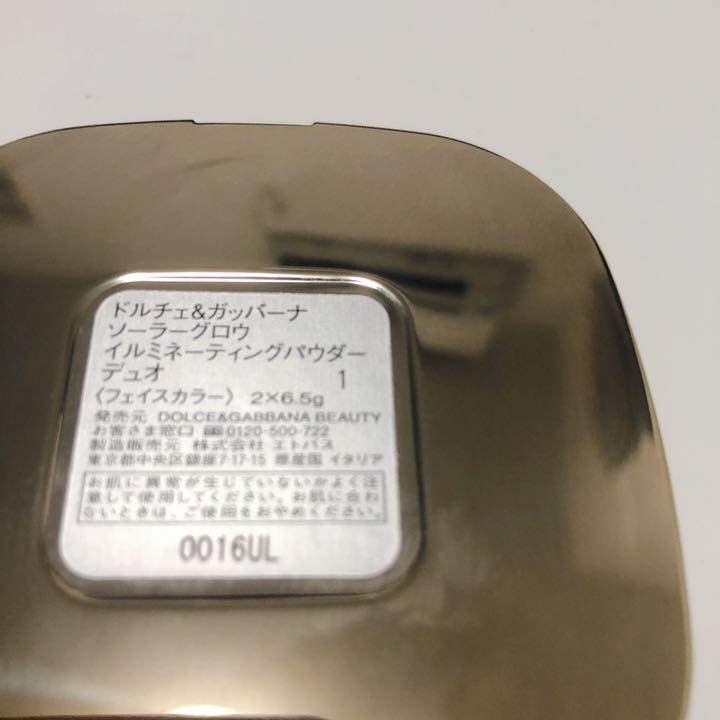 ドルチェ&ガッバーナ
ソーラーグロウ
イルミネーティングパウダー
デュオ 1
〈フェイスカラー〉 2×6.5g
発売元 DOLCE&GABBANA BEAUTY
お客さま窓口 0120-500-722
製造販売元 株式会社 エトバス
東京都中央区銀座7-17-15 原産国 イタリア
お肌に異常が生じていないかよく注
意して使用してください。お肌に合わ
ないときは、ご使用をおやめください。
0016UL